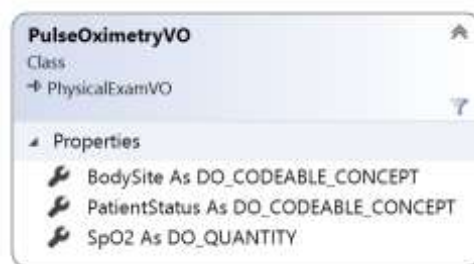 PulseOximetryVO
Class
PhysicalExamVO
Properties
BodySite As DO_CODEABLE_CONCEPT
PatientStatus As DO_CODEABLE_CONCEPT
SpO2 As DO_QUANTITY